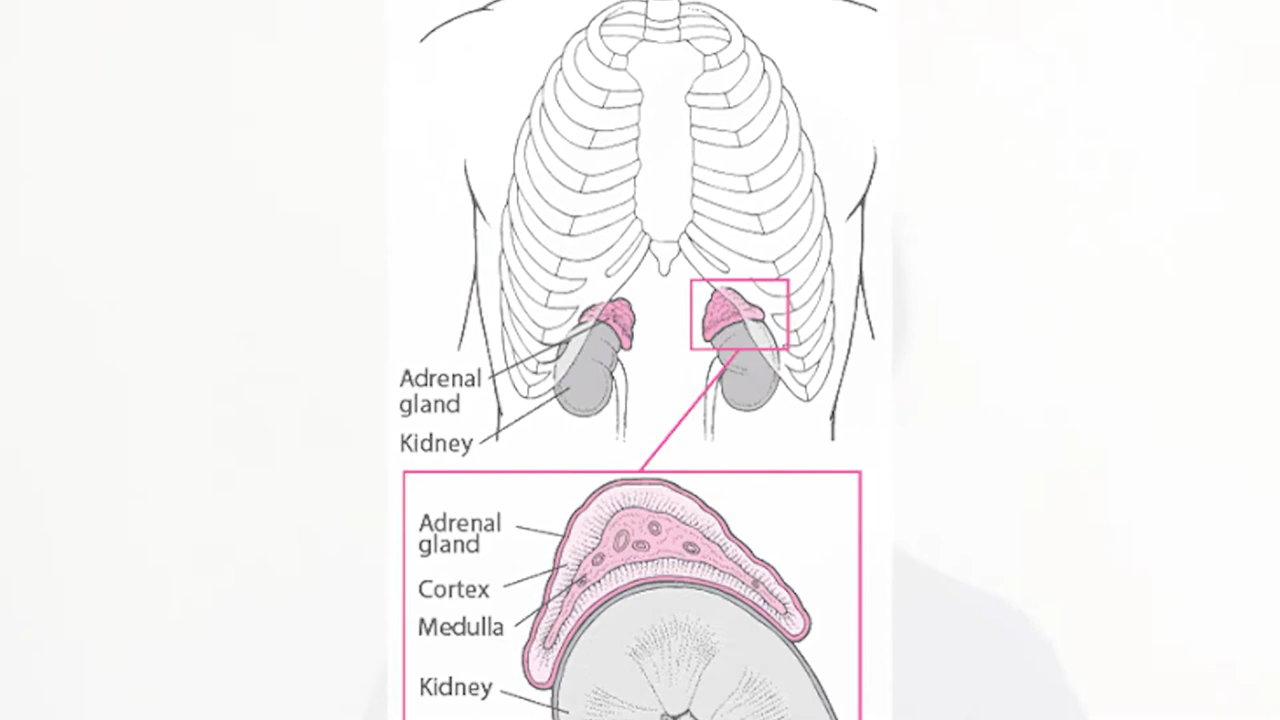 Adrenal
gland
Kidney
Adrenal
gland
Cortex
Medulla
Kidney